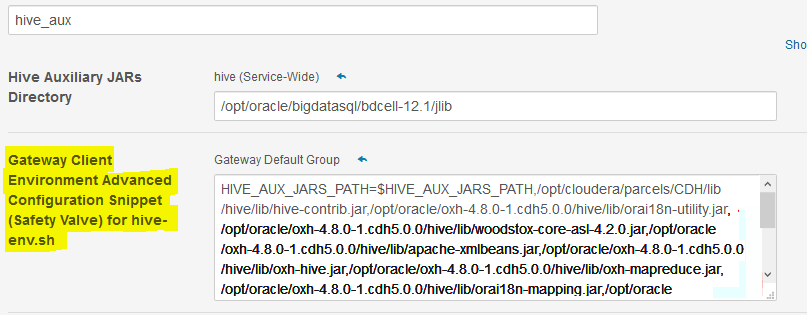 hive_aux
Sho
Hive Auxiliary JARs
Directory
hive (Service-Wide)
/opt/oracle/bigdatasql/bdcell-12.1/jlib
Gateway Client
Environment Advanced
Configuration Snippet
(Safety Valve) for hive-
env.sh
Gateway Default Group
HIVE_AUX_JARS_PATH=$HIVE_AUX_JARS_PATH,/opt/cloudera/parcels/CDH/lib
/hive/lib/hive-contrib.jar,/opt/oracle/oxh-4.8.0-1.cdh5.0.0/hive/lib/orai18n-utility.jar,
/opt/oracle/oxh-4.8.0-1.cdh5.0.0/hive/lib/woodstox-core-asl-4.2.0.jar,/opt/oracle
/oxh-4.8.0-1.cdh5.0.0/hive/lib/apache-xmlbeans.jar,/opt/oracle/oxh-4.8.0-1.cdh5.0.0
/hive/lib/oxh-hive.jar,/opt/oracle/oxh-4.8.0-1.cdh5.0.0/hive/lib/oxh-mapreduce.jar,
/opt/oracle/oxh-4.8.0-1.cdh5.0.0/hive/lib/orai18n-mapping.jar,/opt/oracle